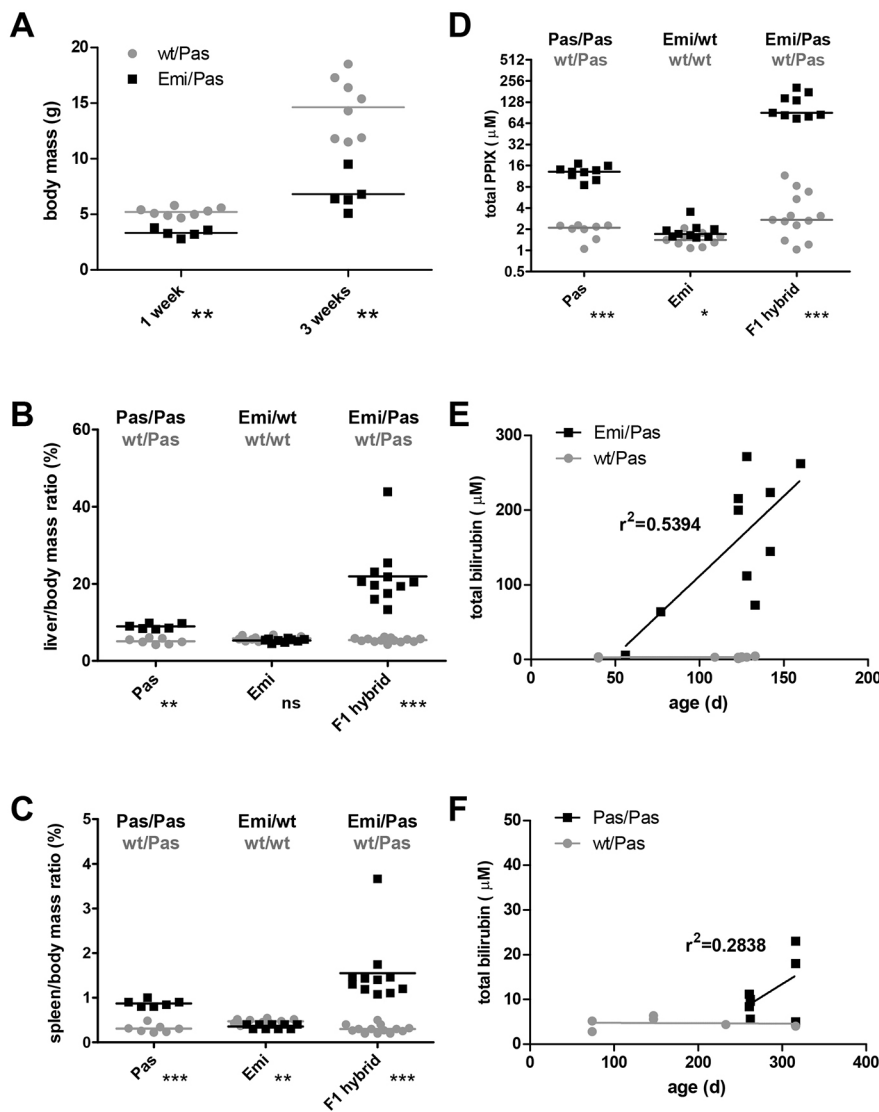 A
body mass (g)
20
15
10
5
0
wt/Pas
Emi/Pas
1 week
**
3 weeks
**
B
liver/body mass ratio (%)
60
40
20
0
Pas/Pas
wt/Pas
Emi/wt
wt/wt
Emi/Pas
wt/Pas
Pas
**
Emi
ns
F1 hybrid
***
C
spleen/body mass ratio (%)
5
4
3
2
1
0
Pas/Pas
wt/Pas
Emi/wt
wt/wt
Emi/Pas
wt/Pas
Pas
***
Emi
**
F1 hybrid
***
D
total PPIX (μM)
512
256
128
64
16
8
4
2
1
0.5
Pas/Pas
wt/Pas
Emi/wt
wt/wt
Emi/Pas
wt/Pas
Pas
***
Emi
*
F1 hybrid
***
E
total bilirubin ( μM)
300
200
100
0
Emi/Pas
wt/Pas
r²=0.5394
0
50
100
150
200
age (d)
F
total bilirubin ( μM)
50
40
30
20
10
0
Pas/Pas
wt/Pas
r²=0.2838
0
100
200
300
400
age (d)